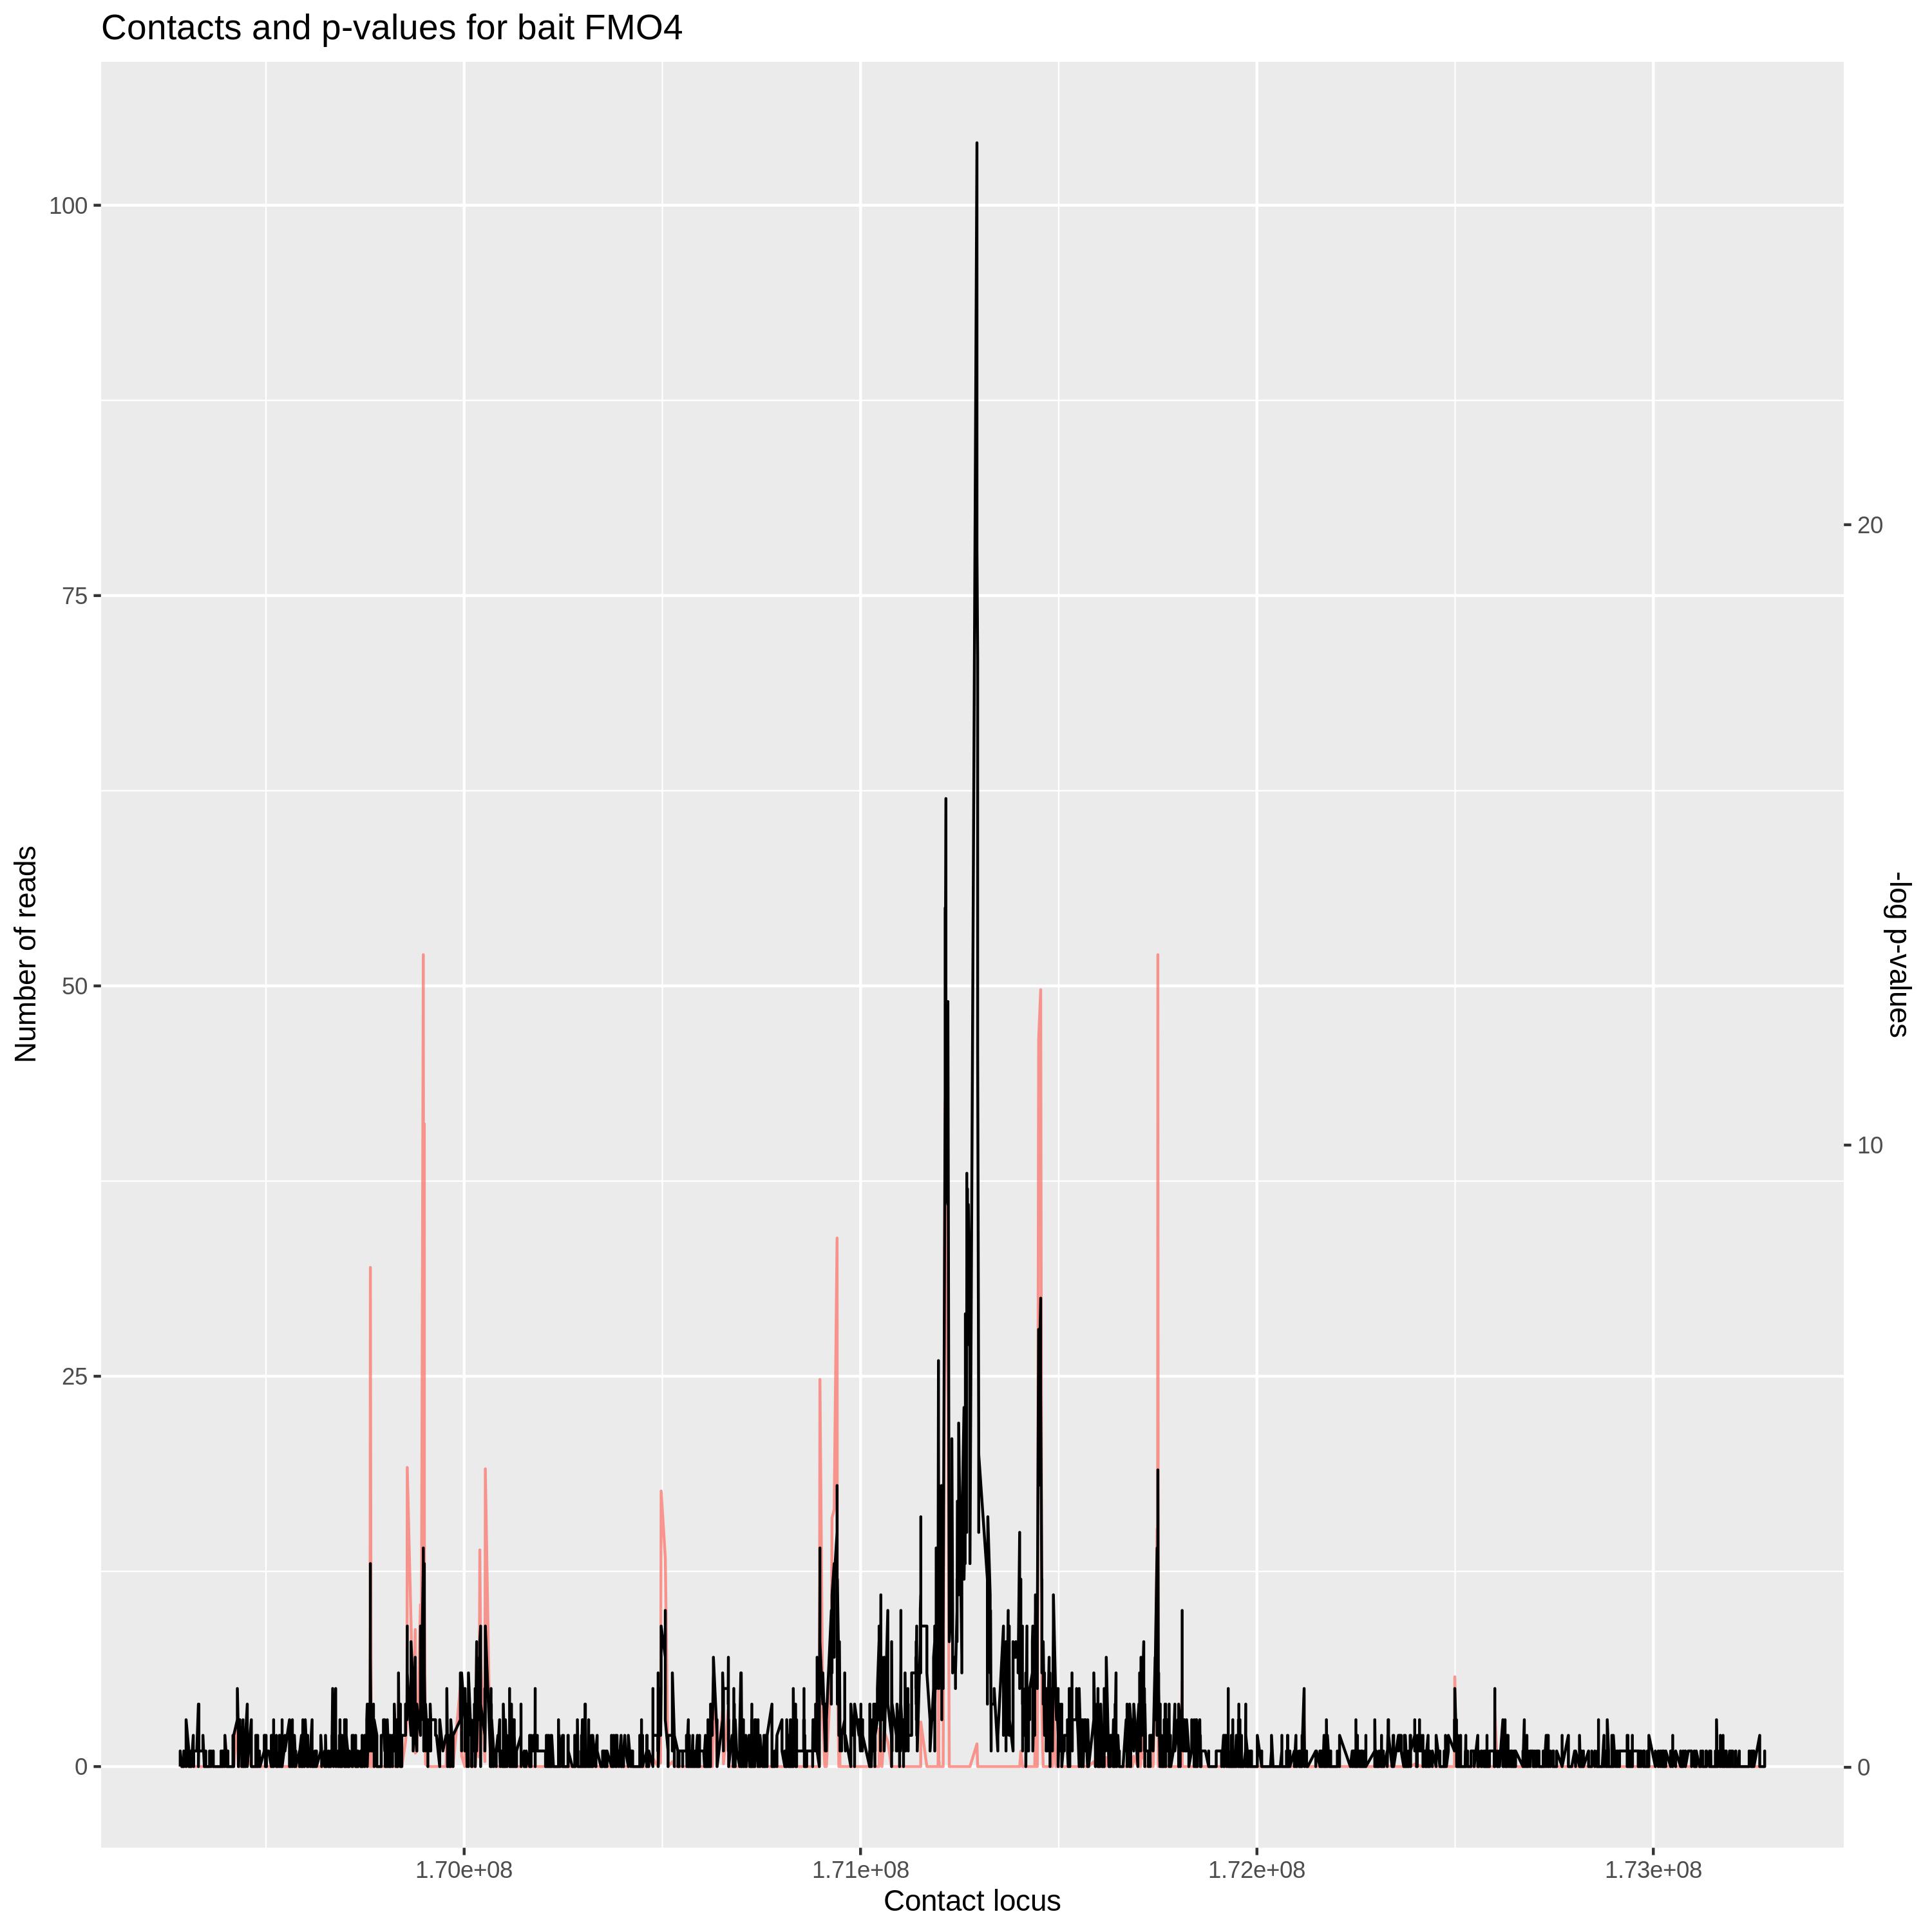 Contacts and p-values for bait FMO4
100
75
50
25
0
Number of reads
20
10
0
-log p-values
1.70e+08
1.71e+08
1.72e+08
1.73e+08
Contact locus